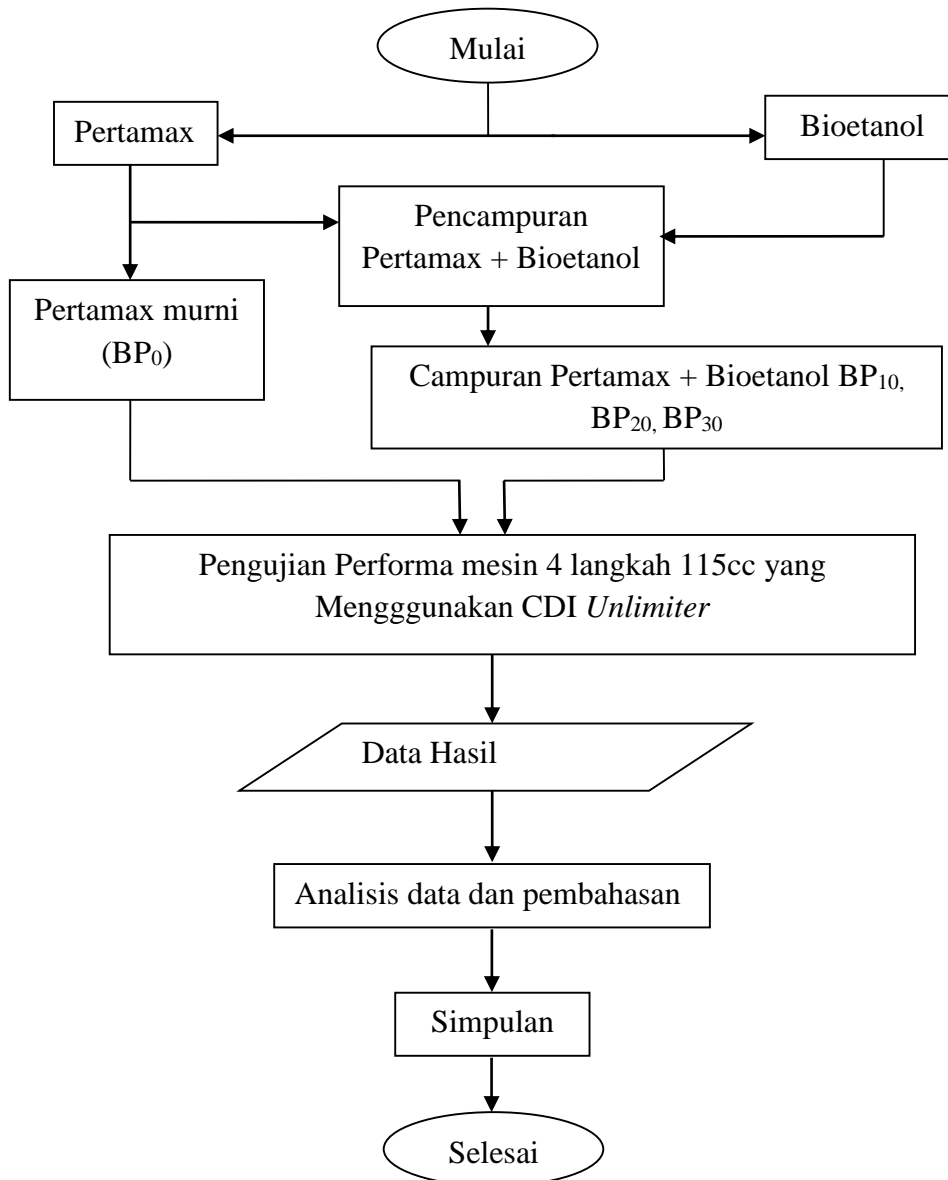 Mulai
Pertamax
Bioetanol
Pencampuran
Pertamax + Bioetanol
Pertamax murni
(BP₀)
Campuran Pertamax + Bioetanol BP₁₀,
BP₂₀, BP₃₀
Pengujian Performa mesin 4 langkah 115cc yang
Mengggunakan CDI Unlimiter
Data Hasil
Analisis data dan pembahasan
Simpulan
Selesai